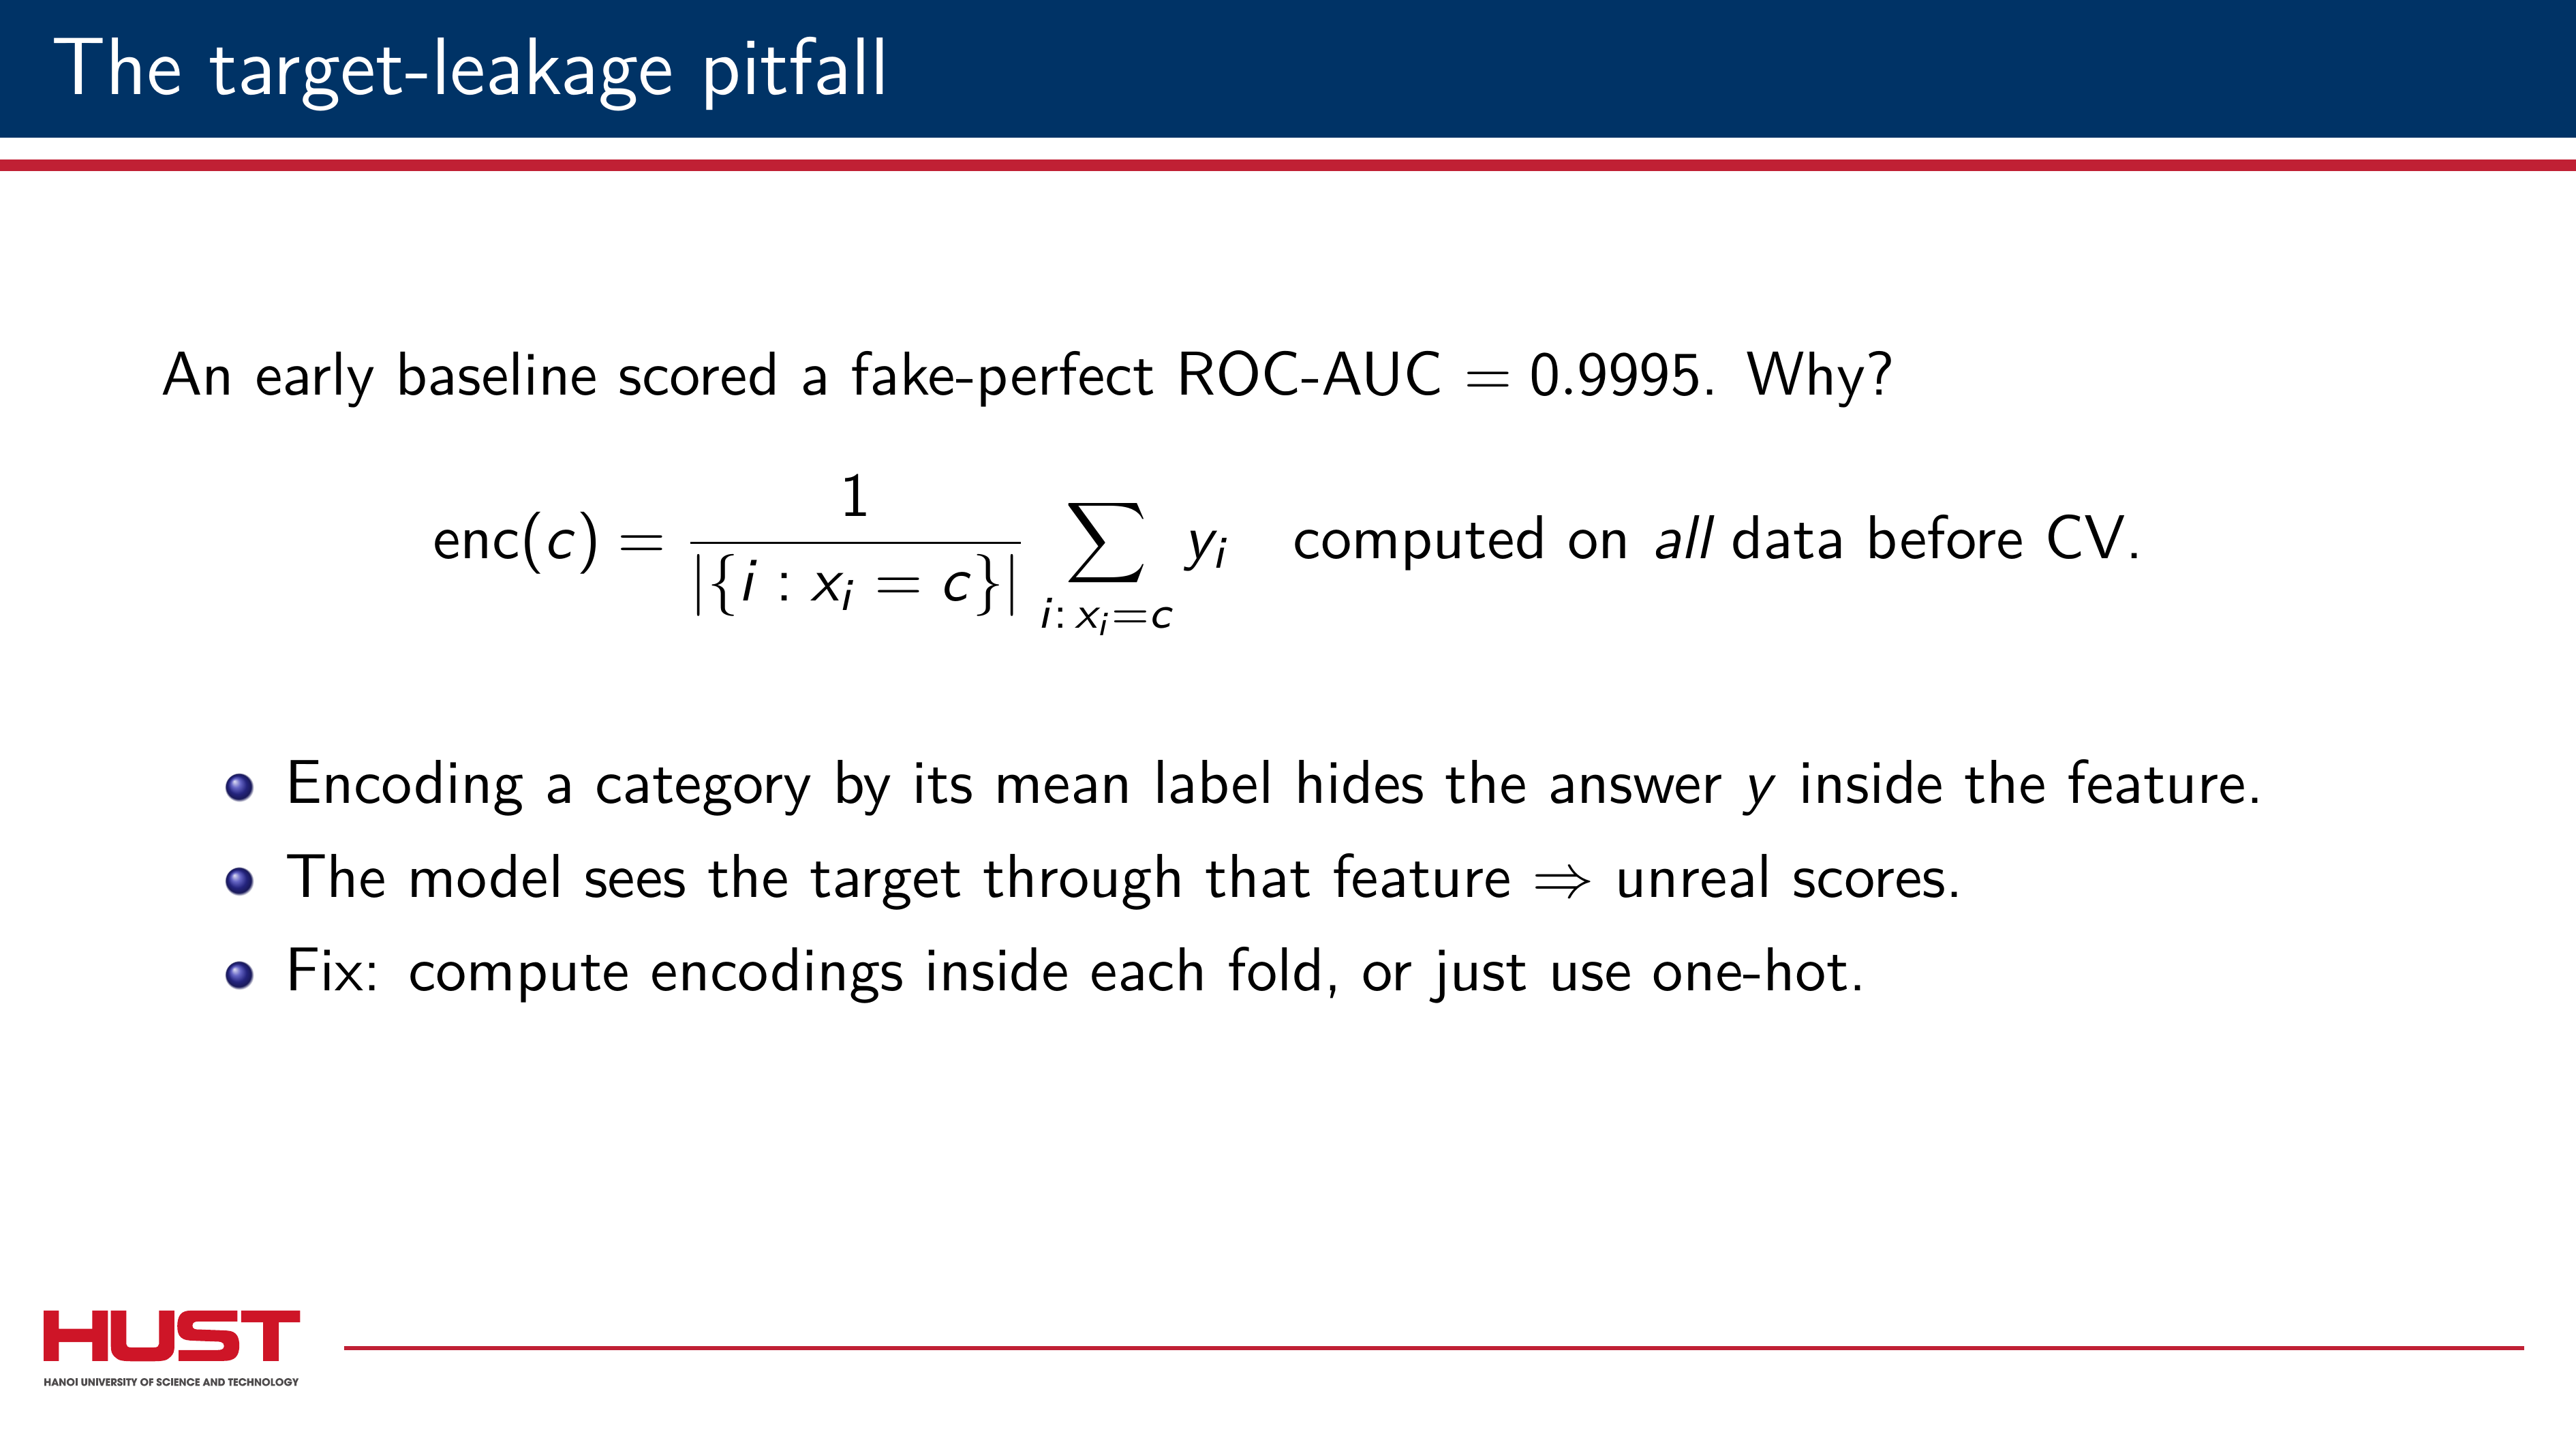 The target-leakage pitfall
An early baseline scored a fake-perfect ROC-AUC = 0.9995. Why?
enc(c) = 1 / |{i : x_i = c}| ∑_{i: x_i=c} y_i computed on all data before CV.
Encoding a category by its mean label hides the answer y inside the feature.
The model sees the target through that feature ⇒ unreal scores.
Fix: compute encodings inside each fold, or just use one-hot.
HUST
HANOI UNIVERSITY OF SCIENCE AND TECHNOLOGY